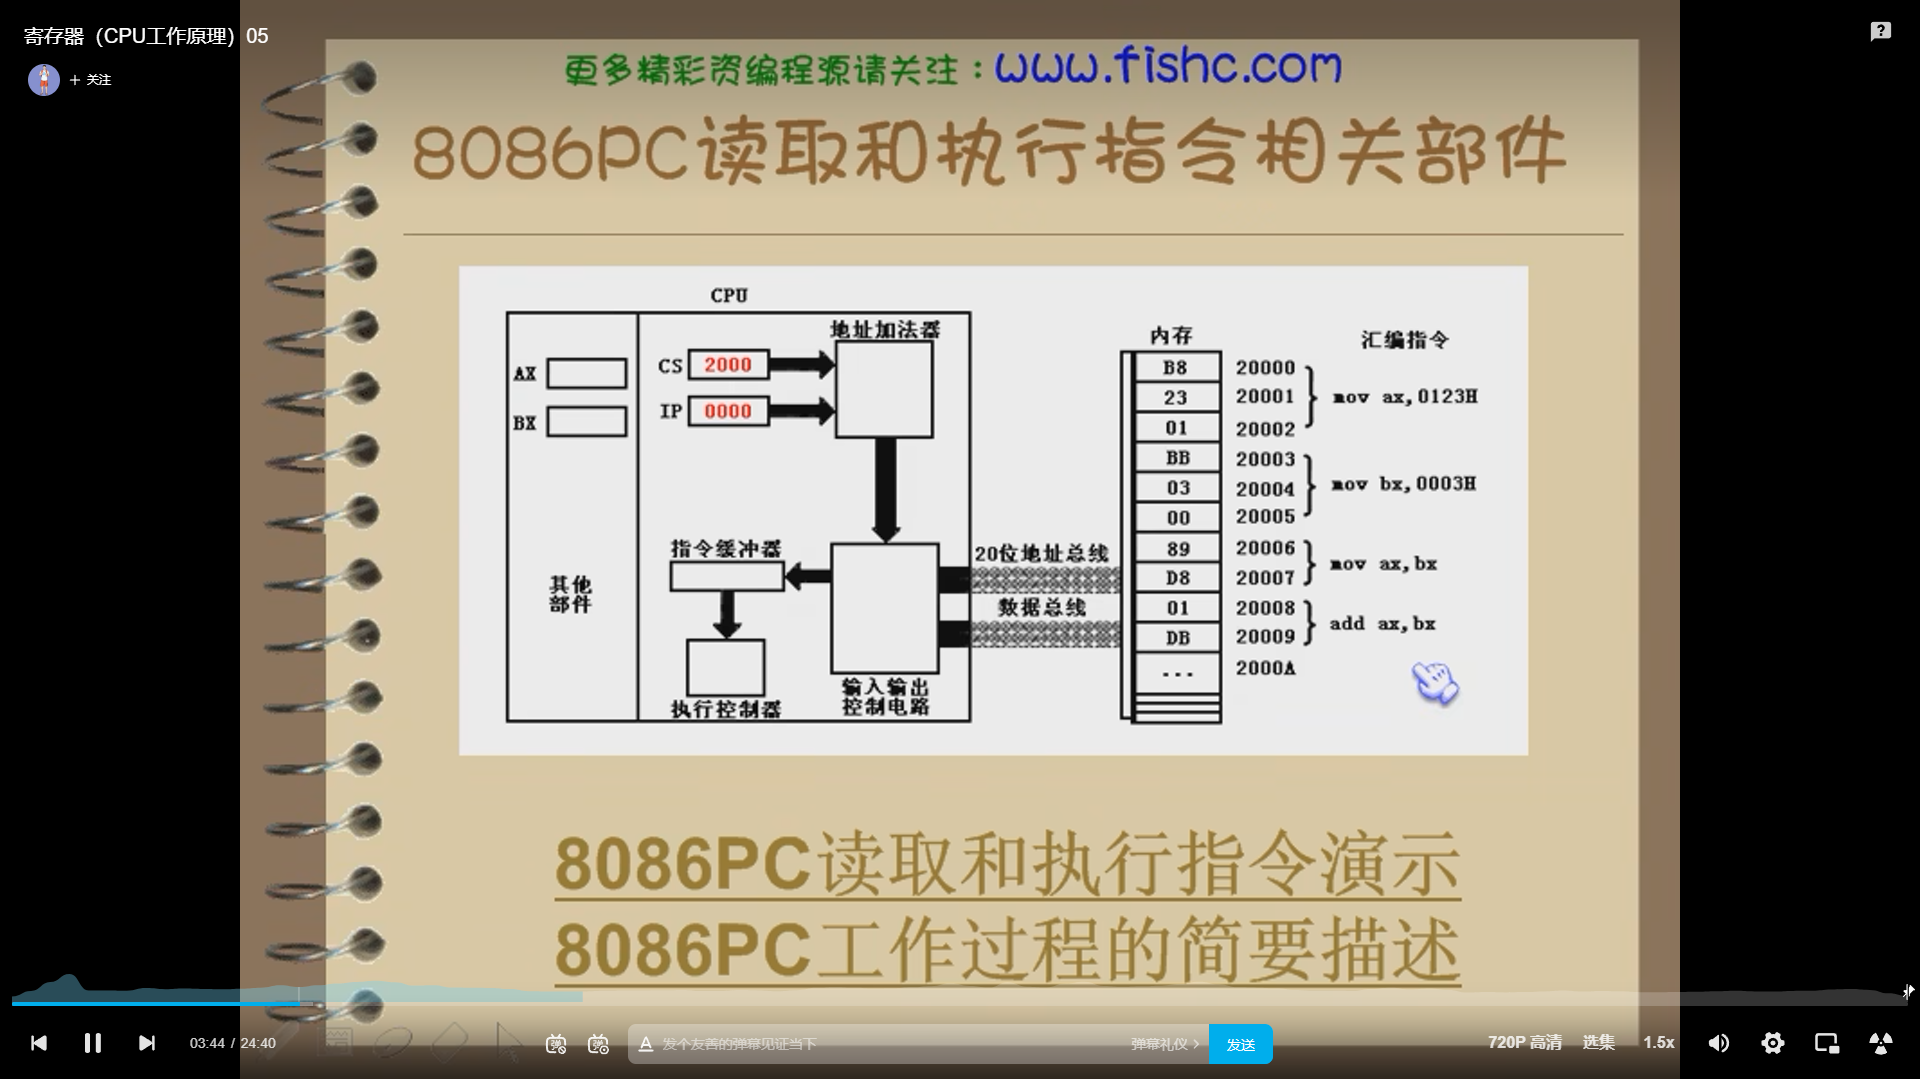 寄存器（CPU工作原理）05
+ 关注
更多精彩资编程源请关注：www.fishc.com
8086PC读取和执行指令相关部件
CPU
地址加法器
内存
汇编指令
AX
CS 2000
IP 0000
BX
B8 20000
23 20001 mov ax,0123H
01 20002
BB 20003
03 20004 mov bx,0003H
00 20005
89 20006
D8 20007 mov ax,bx
01 20008
DB 20009 add ax,bx
... 2000A
指令缓冲器
20位地址总线
数据总线
其他
部件
执行控制器
输入输出
控制电路
8086PC读取和执行指令演示
8086PC工作过程的简要描述
03:44 / 24:40
弹
弹
A 发个友善的弹幕见证当下
弹幕礼仪 >
发送
720P 高清
选集
1.5x